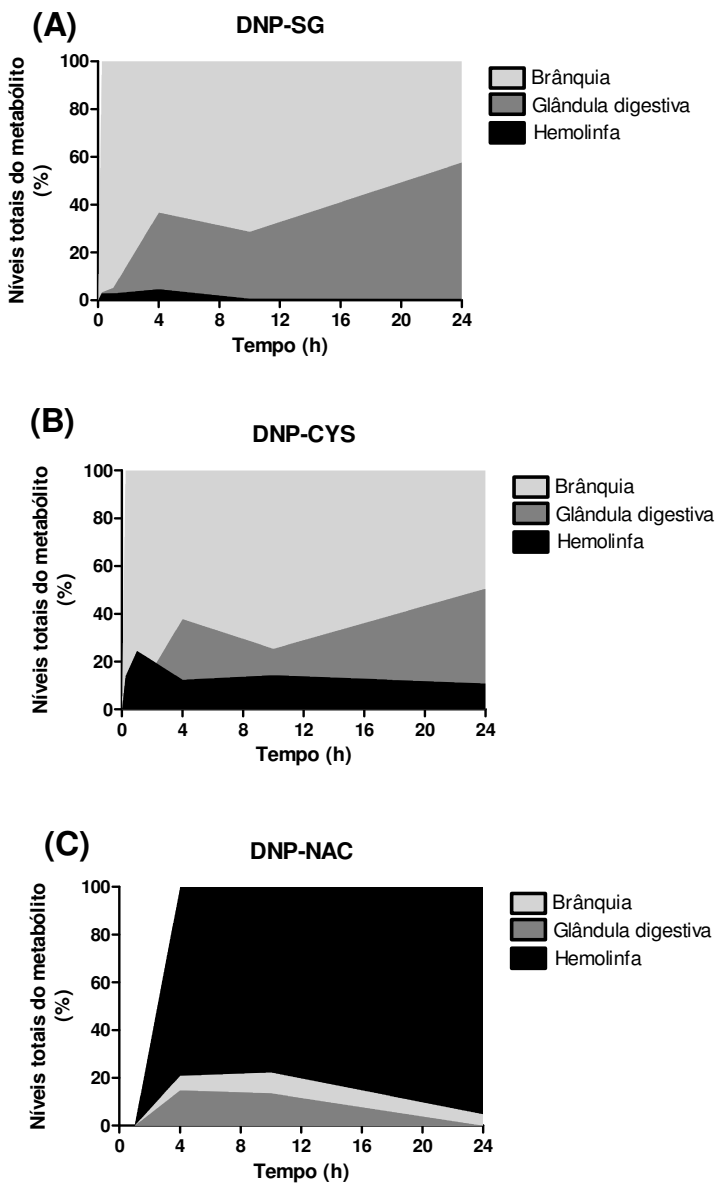 (A)
DNP-SG
Níveis totais do metabólito
(%)
100
80
60
40
20
0
0 4 8 12 16 20 24
Tempo (h)
Brânquia
Glândula digestiva
Hemolinfa
(B)
DNP-CYS
Níveis totais do metabólito
(%)
100
80
60
40
20
0
0 4 8 12 16 20 24
Tempo (h)
Brânquia
Glândula digestiva
Hemolinfa
(C)
DNP-NAC
Níveis totais do metabólito
(%)
100
80
60
40
20
0
0 4 8 12 16 20 24
Tempo (h)
Brânquia
Glândula digestiva
Hemolinfa